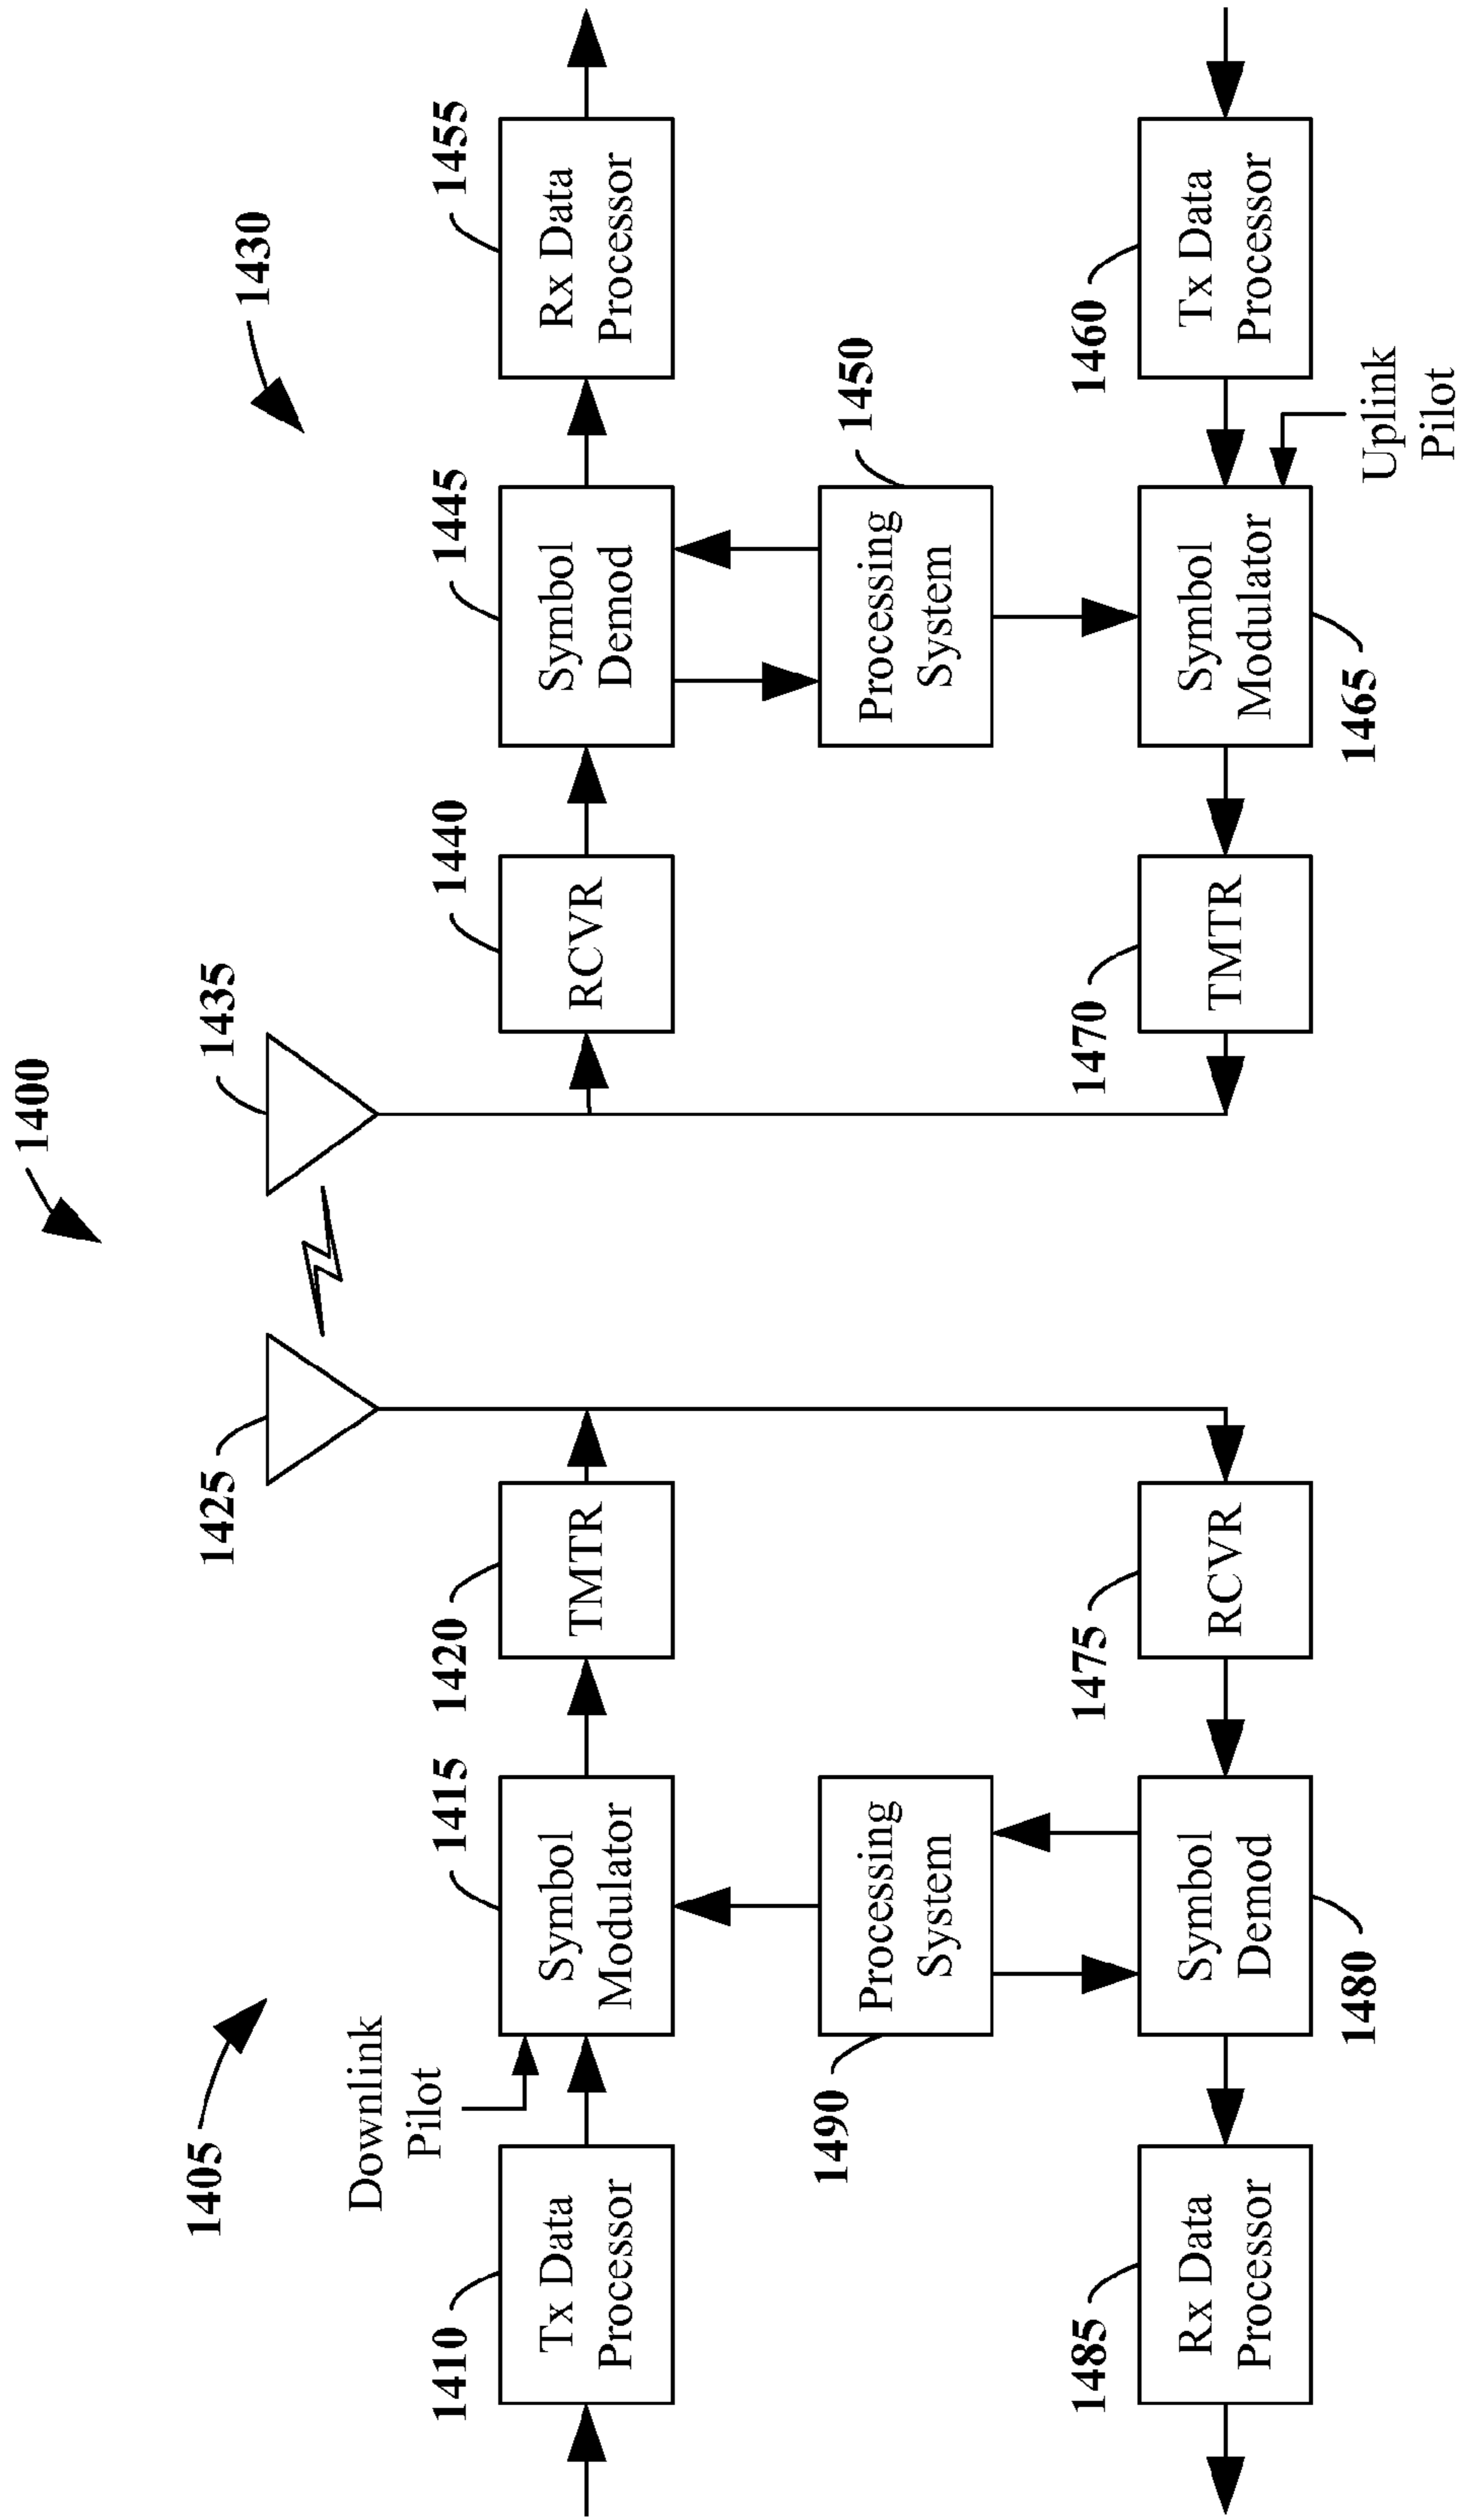 1400
1405
1425
1435
1430
Downlink
Pilot
1410
Tx Data
Processor
1415
Symbol
Modulator
1420
TMTR
1440
RCVR
1445
Symbol
Demod
1455
Rx Data
Processor
1490
Processing
System
1450
Processing
System
1485
Rx Data
Processor
1480
Symbol
Demod
1475
RCVR
1470
TMTR
1465
Symbol
Modulator
1460
Tx Data
Processor
Uplink
Pilot